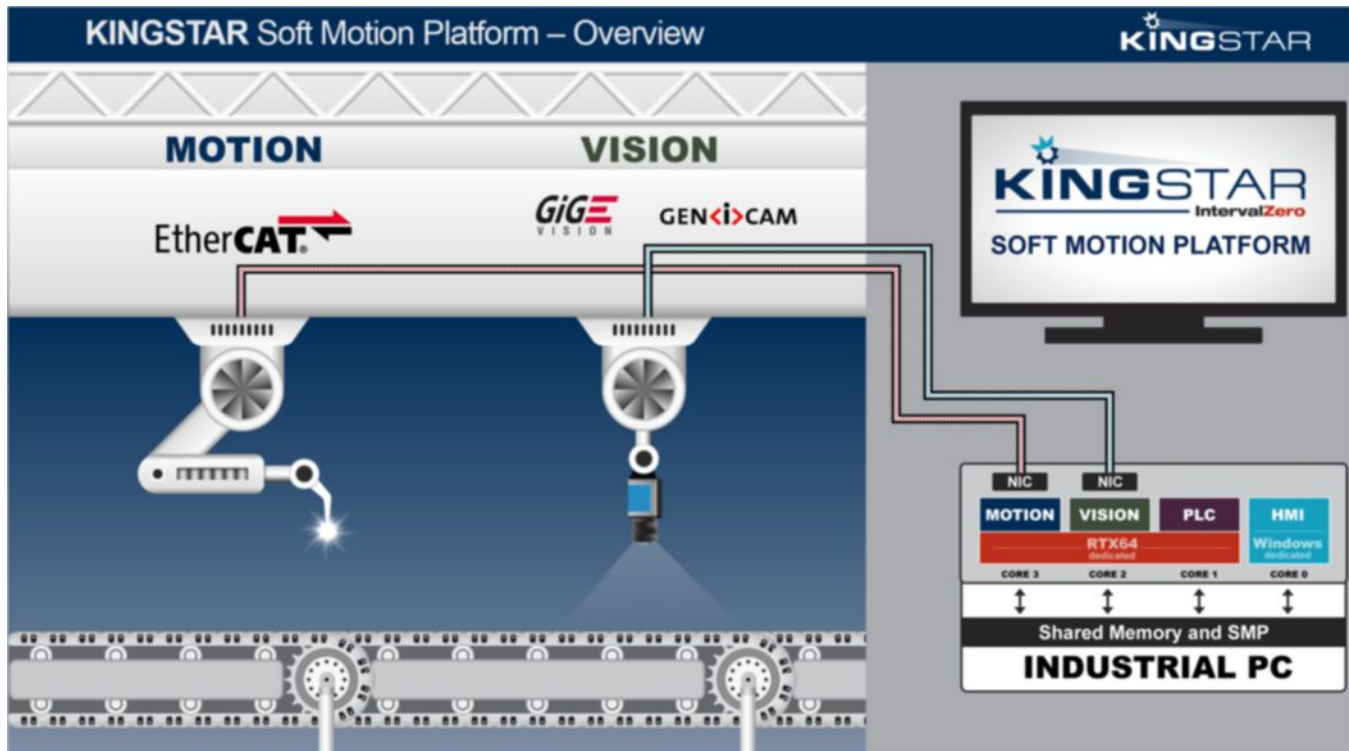 KINGSTAR Soft Motion Platform – Overview
KINGSTAR
MOTION
VISION
EtherCAT®
GiGE
VISION
GEN<i>CAM
KINGSTAR
IntervalZero
SOFT MOTION PLATFORM
NIC
NIC
MOTION
VISION
PLC
HMI
RTX64
dedicated
Windows
dedicated
CORE 3
CORE 2
CORE 1
CORE 0
Shared Memory and SMP
INDUSTRIAL PC